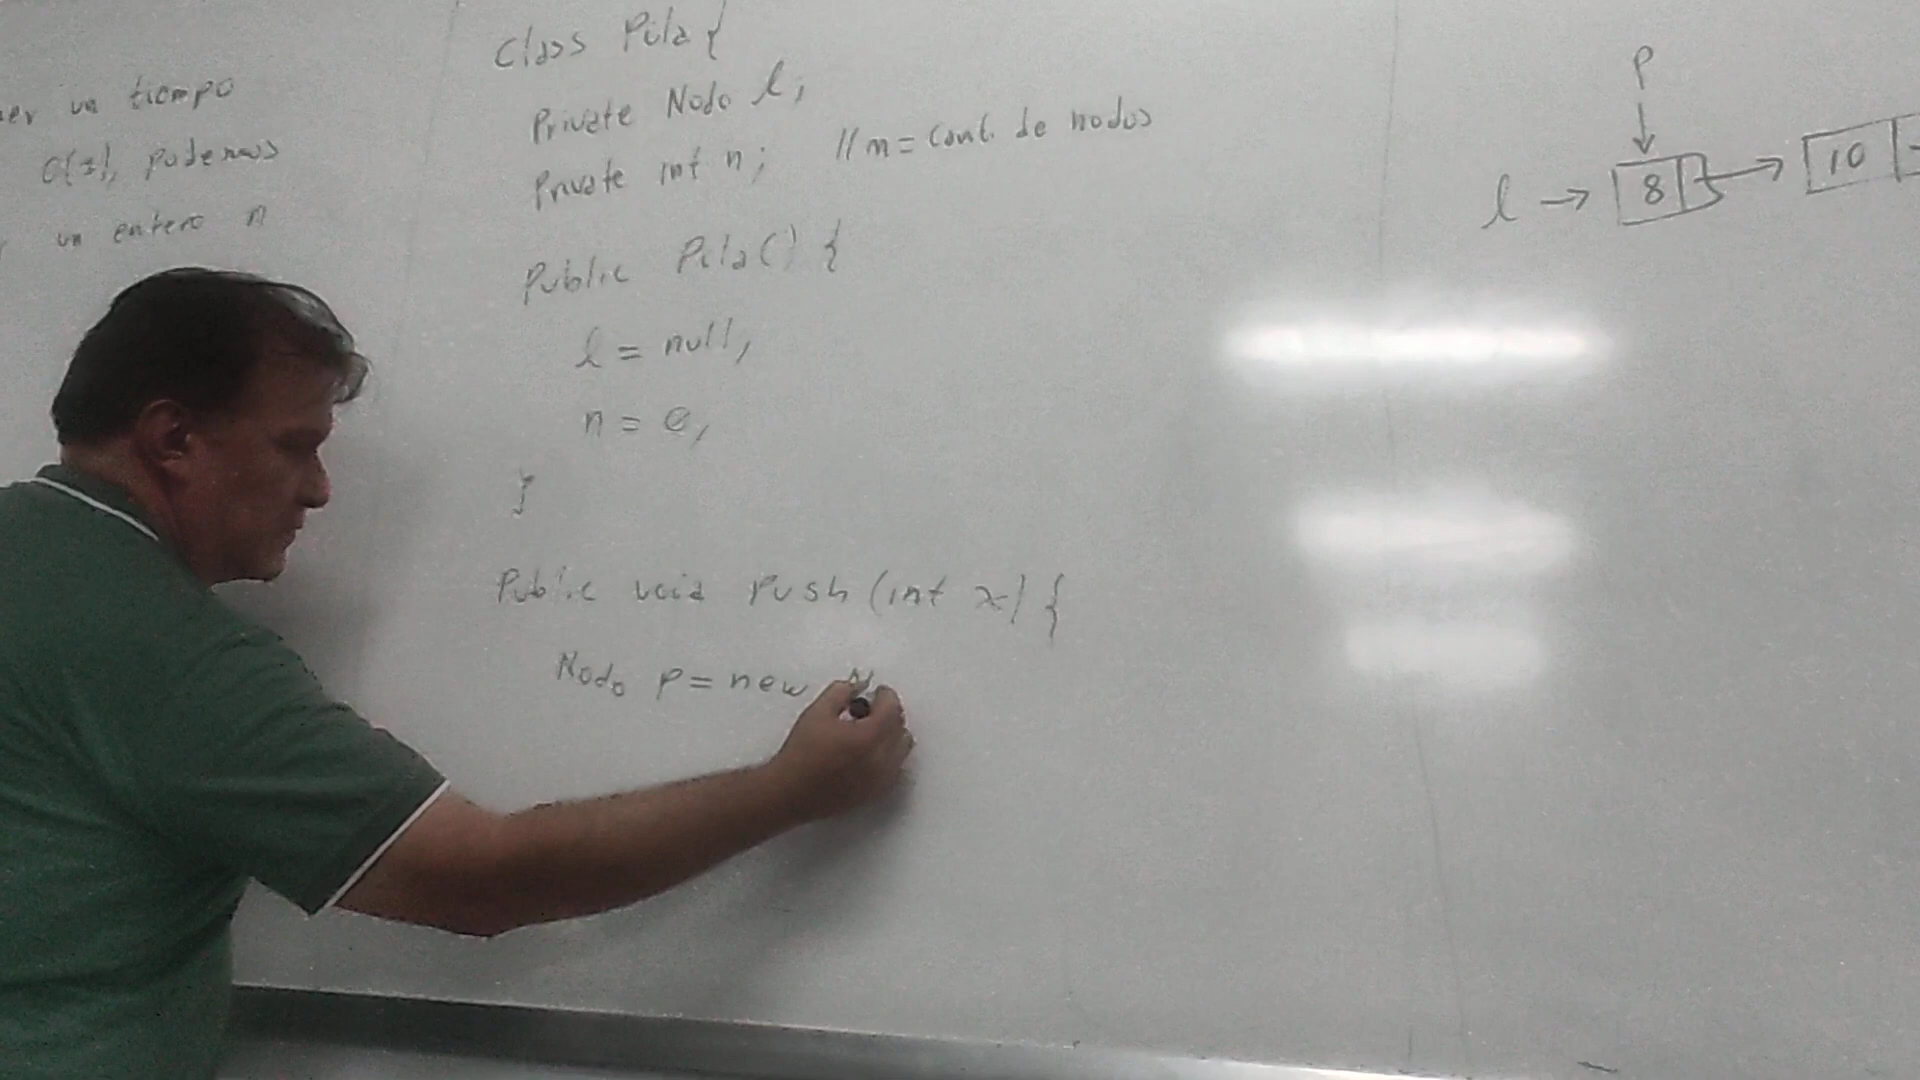 un tiempo
O(1), podemos
un entero n
Class Pila {
Private Nodo l;
Private int n; // n = cant. de nodos
Public Pila() {
l = null;
n = 0;
}
Public void Push (int x) {
Nodo p = new N
p
l → 8 → 10